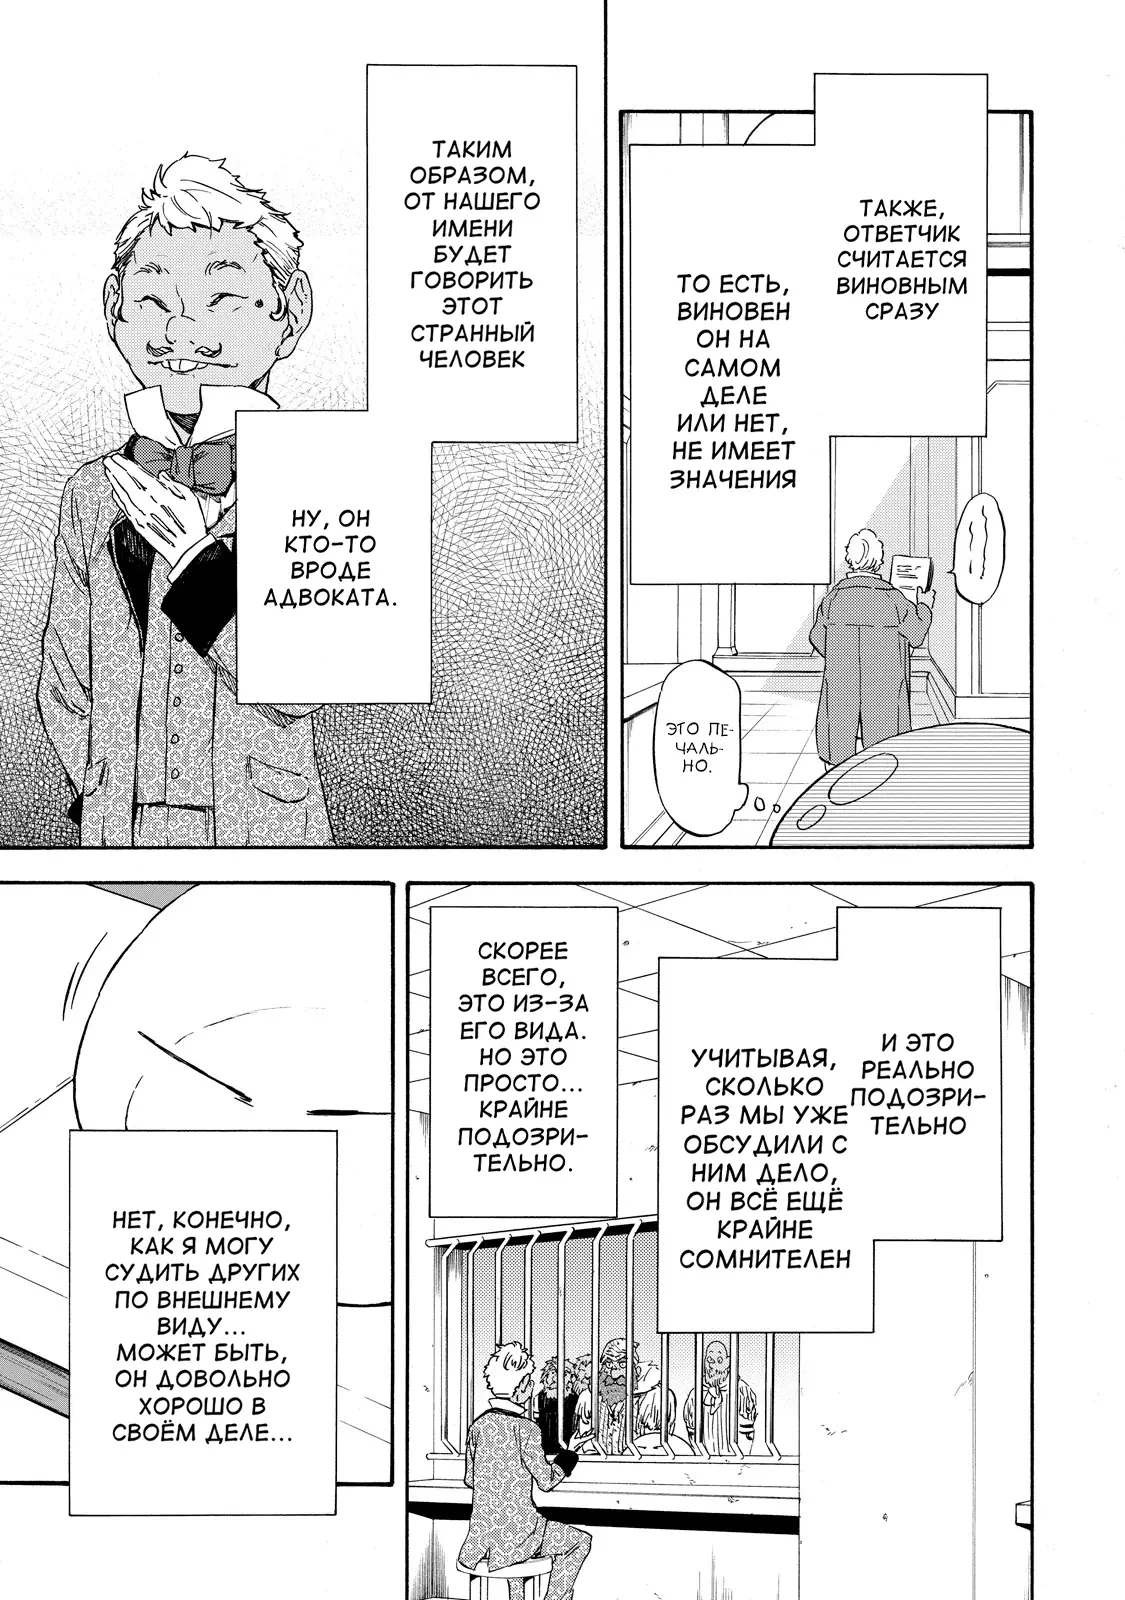 ТАКЖЕ,
ОТВЕТЧИК
СЧИТАЕТСЯ
ВИНОВНЫМ
СРАЗУ
ТО ЕСТЬ,
ВИНОВЕН
ОН НА
САМОМ
ДЕЛЕ
ИЛИ НЕТ,
НЕ ИМЕЕТ
ЗНАЧЕНИЯ
ЭТО ПЕ-
ЧАЛЬ-
НО.
ТАКИМ
ОБРАЗОМ,
ОТ НАШЕГО
ИМЕНИ
БУДЕТ
ГОВОРИТЬ
ЭТОТ
СТРАННЫЙ
ЧЕЛОВЕК
НУ, ОН
КТО-ТО
ВРОДЕ
АДВОКАТА.
И ЭТО
РЕАЛЬНО
ПОДОЗРИ-
ТЕЛЬНО
УЧИТЫВАЯ,
СКОЛЬКО
РАЗ МЫ УЖЕ
ОБСУДИЛИ С
НИМ ДЕЛО,
ОН ВСЁ ЕЩЁ
КРАЙНЕ
СОМНИТЕЛЕН
СКОРЕЕ
ВСЕГО,
ЭТО ИЗ-ЗА
ЕГО ВИДА.
НО ЭТО
ПРОСТО...
КРАЙНЕ
ПОДОЗРИ-
ТЕЛЬНО.
НЕТ, КОНЕЧНО,
КАК Я МОГУ
СУДИТЬ ДРУГИХ
ПО ВНЕШНЕМУ
ВИДУ...
МОЖЕТ БЫТЬ,
ОН ДОВОЛЬНО
ХОРОШО В
СВОЁМ ДЕЛЕ...